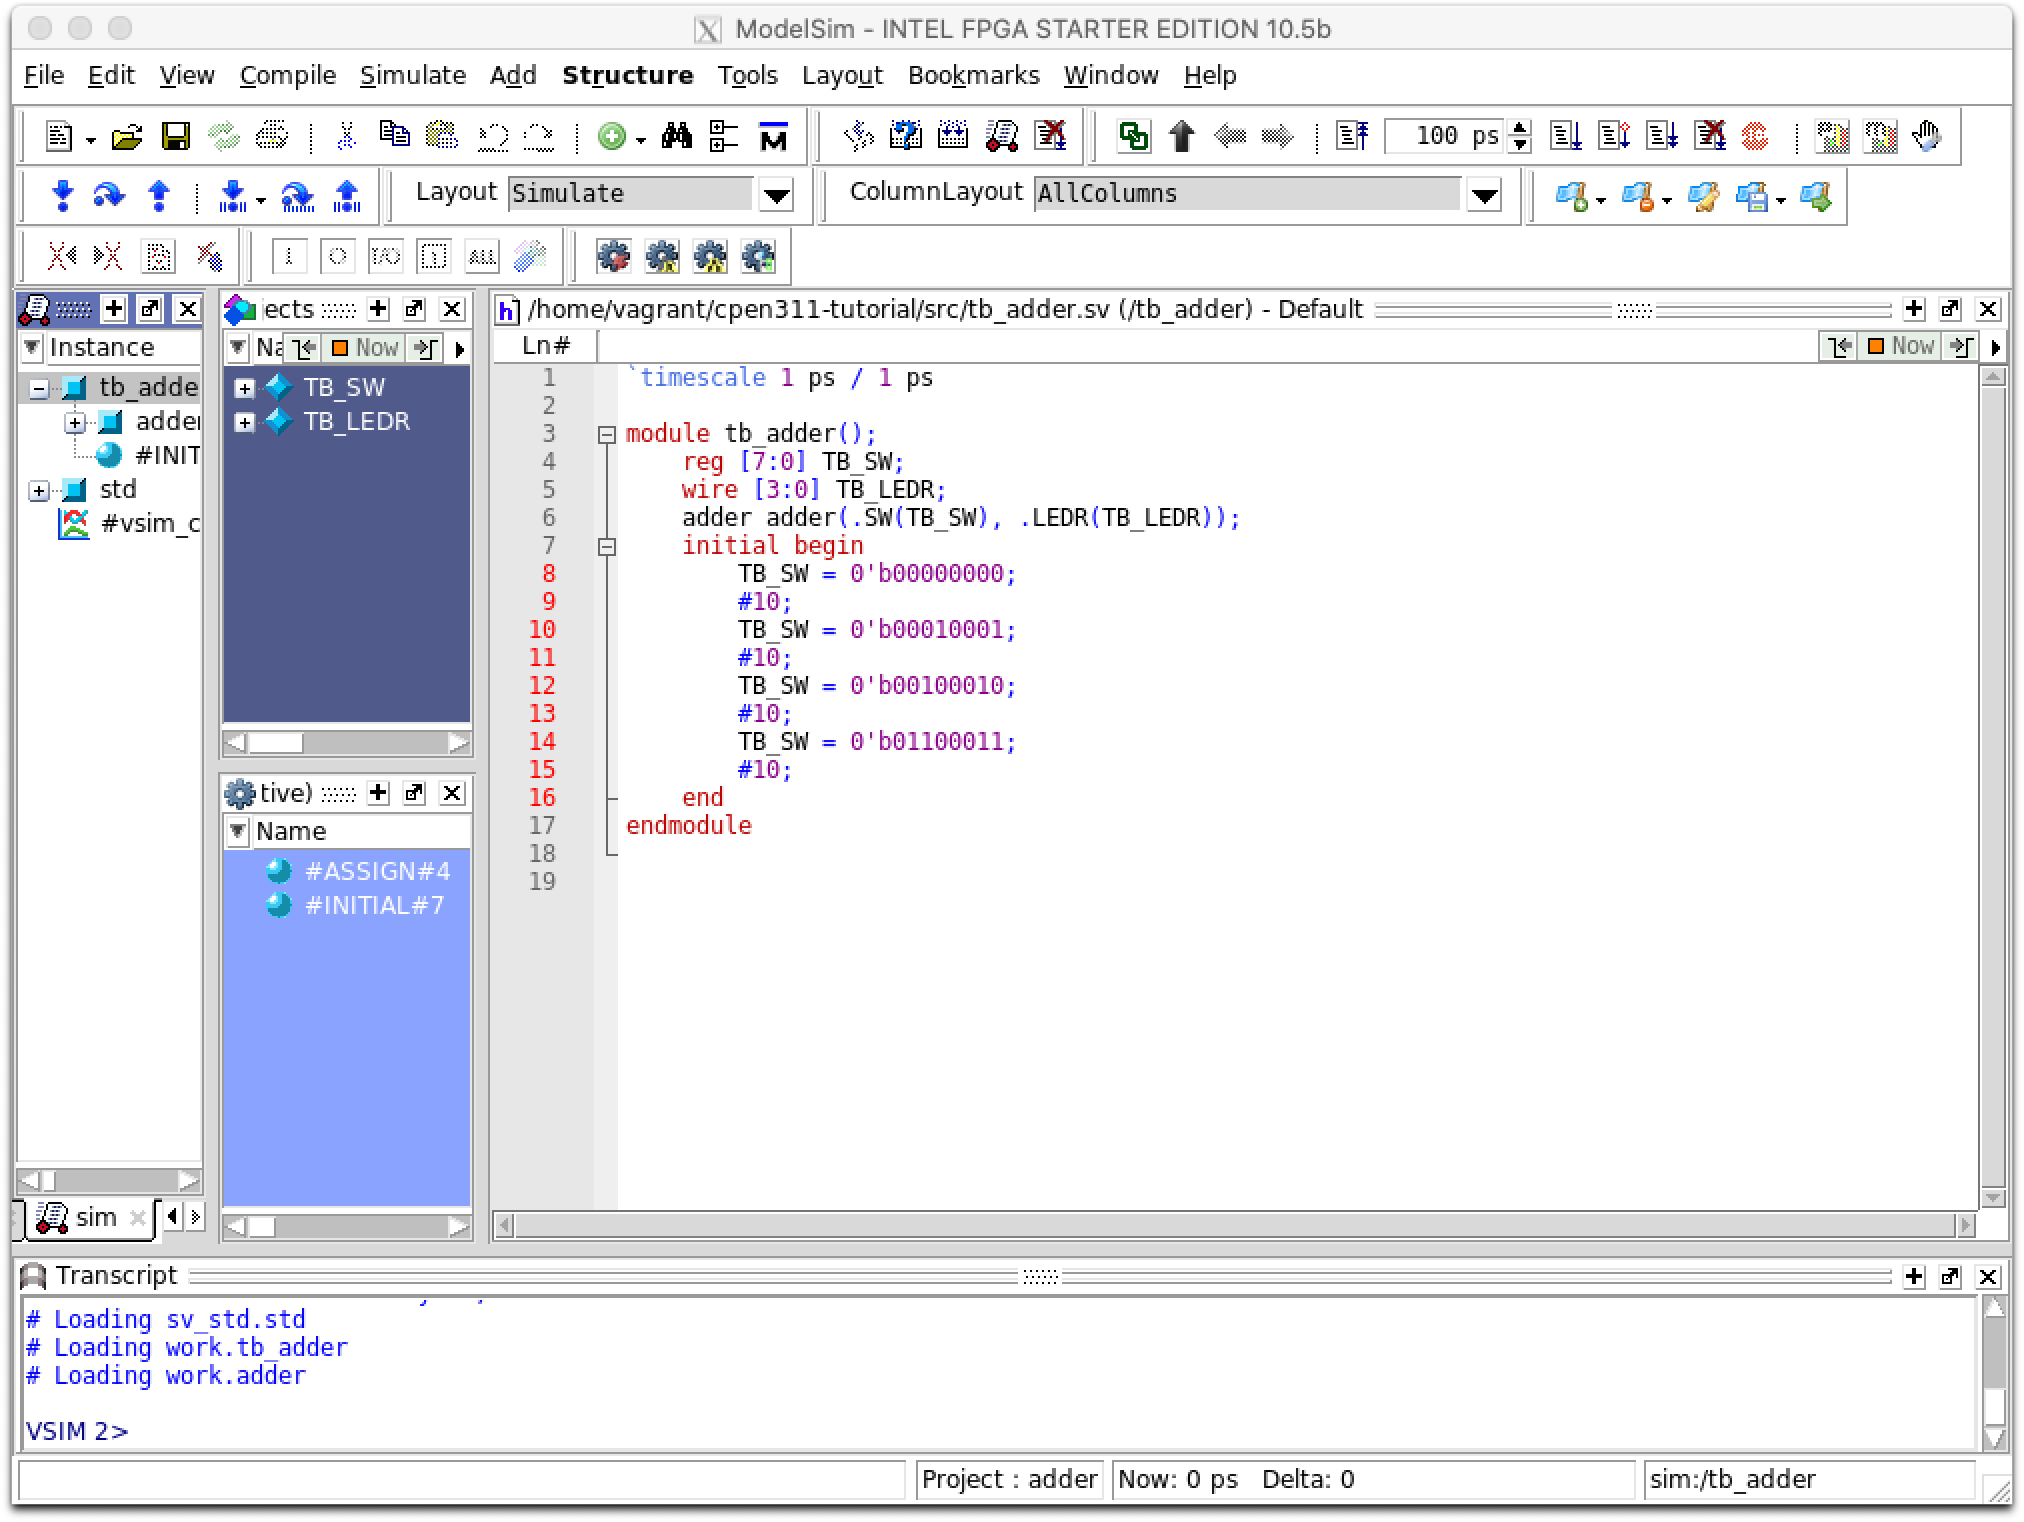 ModelSim - INTEL FPGA STARTER EDITION 10.5b
File Edit View Compile Simulate Add Structure Tools Layout Bookmarks Window Help
100 ps
Layout Simulate ColumnLayout AllColumns
ALL
Instance
tb_adde
adder
#INIT
std
#vsim_c
sim
ects
Na Now
TB_SW
TB_LEDR
tive)
Name
#ASSIGN#4
#INITIAL#7
/home/vagrant/cpen311-tutorial/src/tb_adder.sv (/tb_adder) - Default
Ln# Now
1 `timescale 1 ps / 1 ps
2
3 module tb_adder();
4 reg [7:0] TB_SW;
5 wire [3:0] TB_LEDR;
6 adder adder(.SW(TB_SW), .LEDR(TB_LEDR));
7 initial begin
8 TB_SW = 0'b00000000;
9 #10;
10 TB_SW = 0'b00010001;
11 #10;
12 TB_SW = 0'b00100010;
13 #10;
14 TB_SW = 0'b01100011;
15 #10;
16 end
17 endmodule
18
19
Transcript
# Loading sv_std.std
# Loading work.tb_adder
# Loading work.adder
VSIM 2>
Project : adder Now: 0 ps Delta: 0 sim:/tb_adder